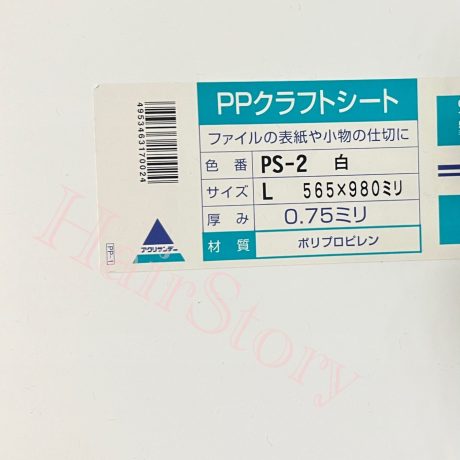 PPクラフトシート
ファイルの表紙や小物の仕切に
色番 PS-2 白
サイズ L 565×980ミリ
厚み 0.75ミリ
材質 ポリプロピレン
4953463170024
アクリサンデー
PP-1
HairStory